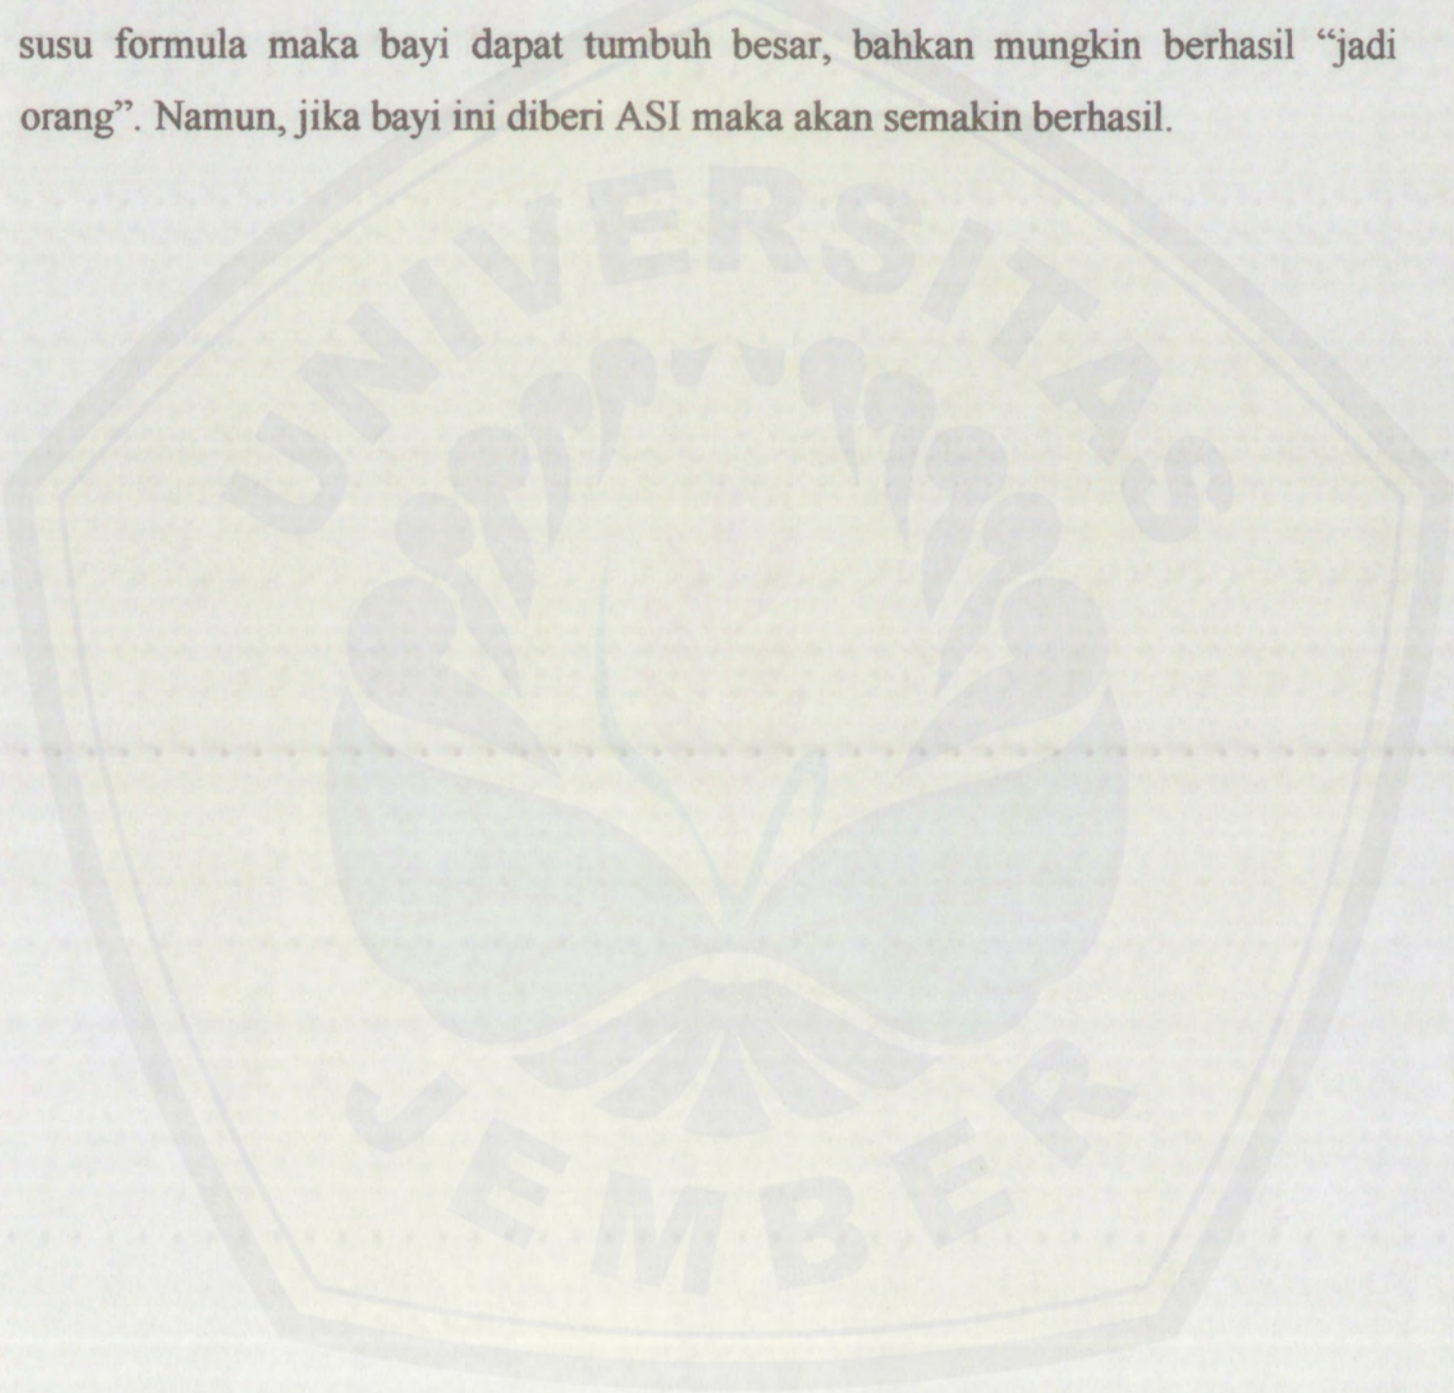 susu formula maka bayi dapat tumbuh besar, bahkan mungkin berhasil “jadi
orang”. Namun, jika bayi ini diberi ASI maka akan semakin berhasil.
UNIVERSITAS
JEMBER